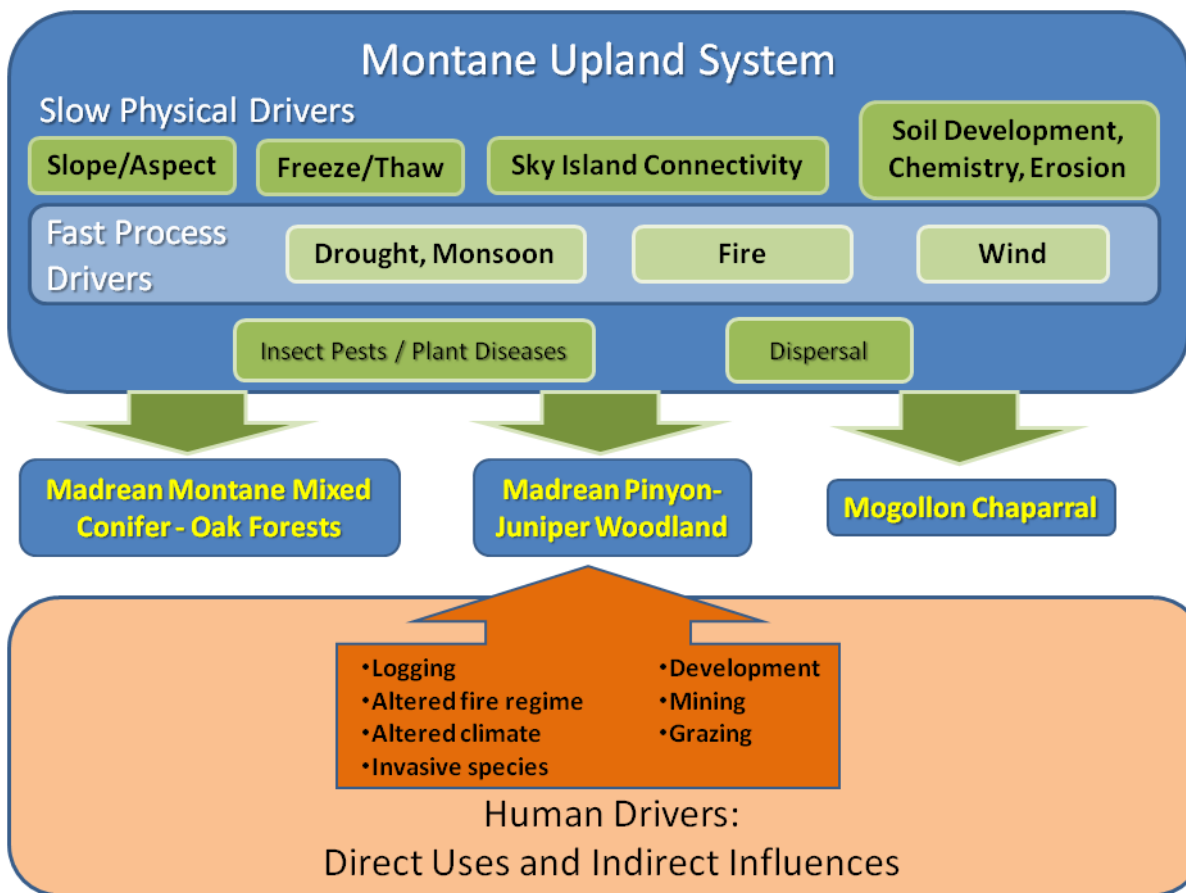 Montane Upland System
Slow Physical Drivers
Slope/Aspect
Freeze/Thaw
Sky Island Connectivity
Soil Development,
Chemistry, Erosion
Fast Process
Drivers
Drought, Monsoon
Fire
Wind
Insect Pests / Plant Diseases
Dispersal
Madrean Montane Mixed
Conifer - Oak Forests
Madrean Pinyon-
Juniper Woodland
Mogollon Chaparral
•Logging
•Altered fire regime
•Altered climate
•Invasive species
•Development
•Mining
•Grazing
Human Drivers:
Direct Uses and Indirect Influences